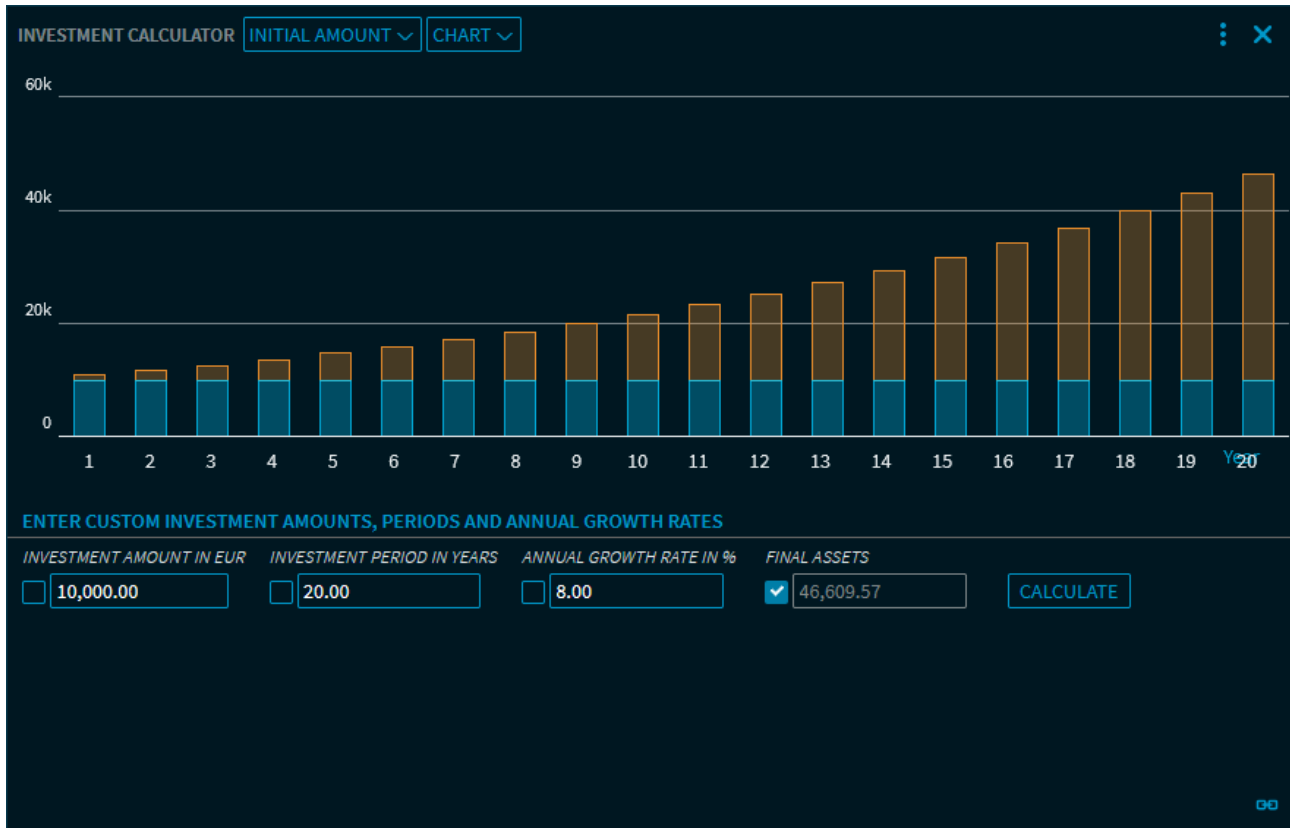 INVESTMENT CALCULATOR INITIAL AMOUNT CHART
60k
40k
20k
0
1 2 3 4 5 6 7 8 9 10 11 12 13 14 15 16 17 18 19 20
Year
ENTER CUSTOM INVESTMENT AMOUNTS, PERIODS AND ANNUAL GROWTH RATES
INVESTMENT AMOUNT IN EUR INVESTMENT PERIOD IN YEARS ANNUAL GROWTH RATE IN % FINAL ASSETS
10,000.00 20.00 8.00 46,609.57 CALCULATE